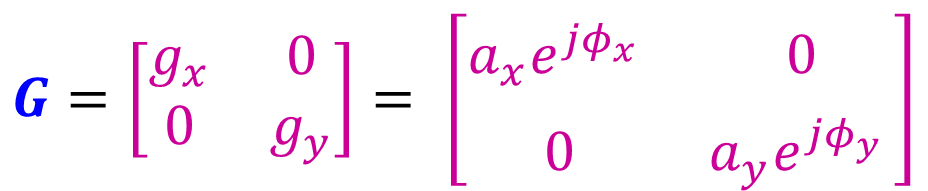 G = [g_x 0; 0 g_y] = [a_x e^{jϕ_x} 0; 0 a_y e^{jϕ_y}]